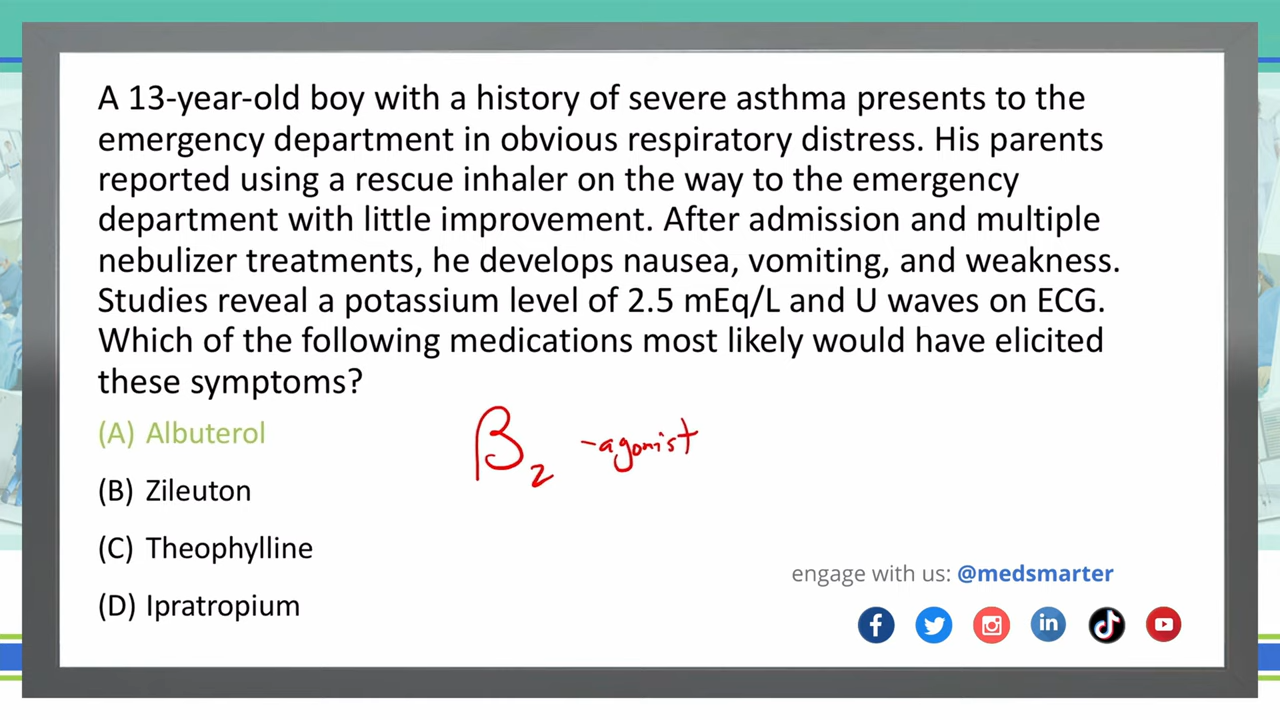 A 13-year-old boy with a history of severe asthma presents to the
emergency department in obvious respiratory distress. His parents
reported using a rescue inhaler on the way to the emergency
department with little improvement. After admission and multiple
nebulizer treatments, he develops nausea, vomiting, and weakness.
Studies reveal a potassium level of 2.5 mEq/L and U waves on ECG.
Which of the following medications most likely would have elicited
these symptoms?
(A) Albuterol
β2 -agonist
(B) Zileuton
(C) Theophylline
(D) Ipratropium
engage with us: @medsmarter